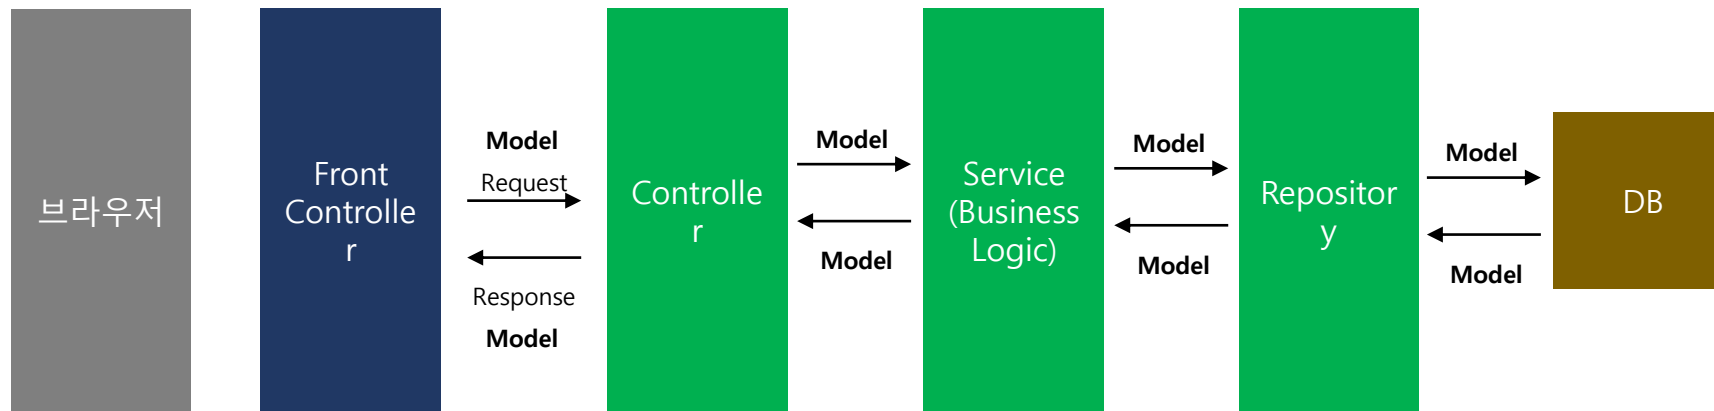 브라우저
Front
Controlle
r
Model
Request
Response
Model
Controlle
r
Model
Model
Service
(Business
Logic)
Model
Model
Repositor
y
Model
Model
DB